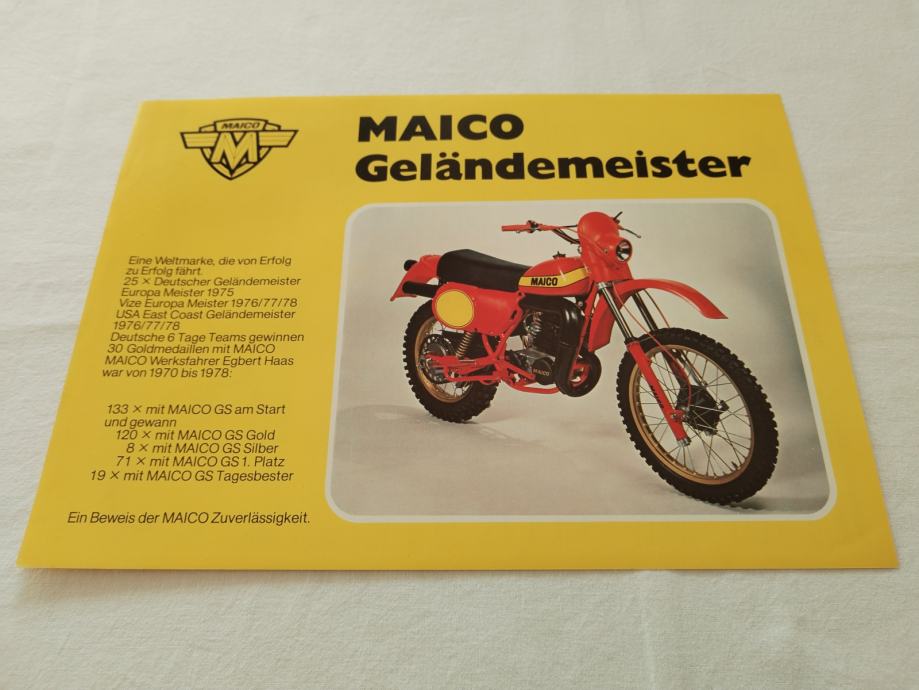 MAICO
M
MAICO
Geländemeister
Eine Weltmarke, die von Erfolg
zu Erfolg fährt.
25 × Deutscher Geländemeister
Europa Meister 1975
Vize Europa Meister 1976/77/78
USA East Coast Geländemeister
1976/77/78
Deutsche 6 Tage Teams gewinnen
30 Goldmedaillen mit MAICO
MAICO Werksfahrer Egbert Haas
war von 1970 bis 1978:
133 × mit MAICO GS am Start
und gewann
120 × mit MAICO GS Gold
8 × mit MAICO GS Silber
71 × mit MAICO GS 1. Platz
19 × mit MAICO GS Tagesbester
Ein Beweis der MAICO Zuverlässigkeit.
MAICO
MAICO